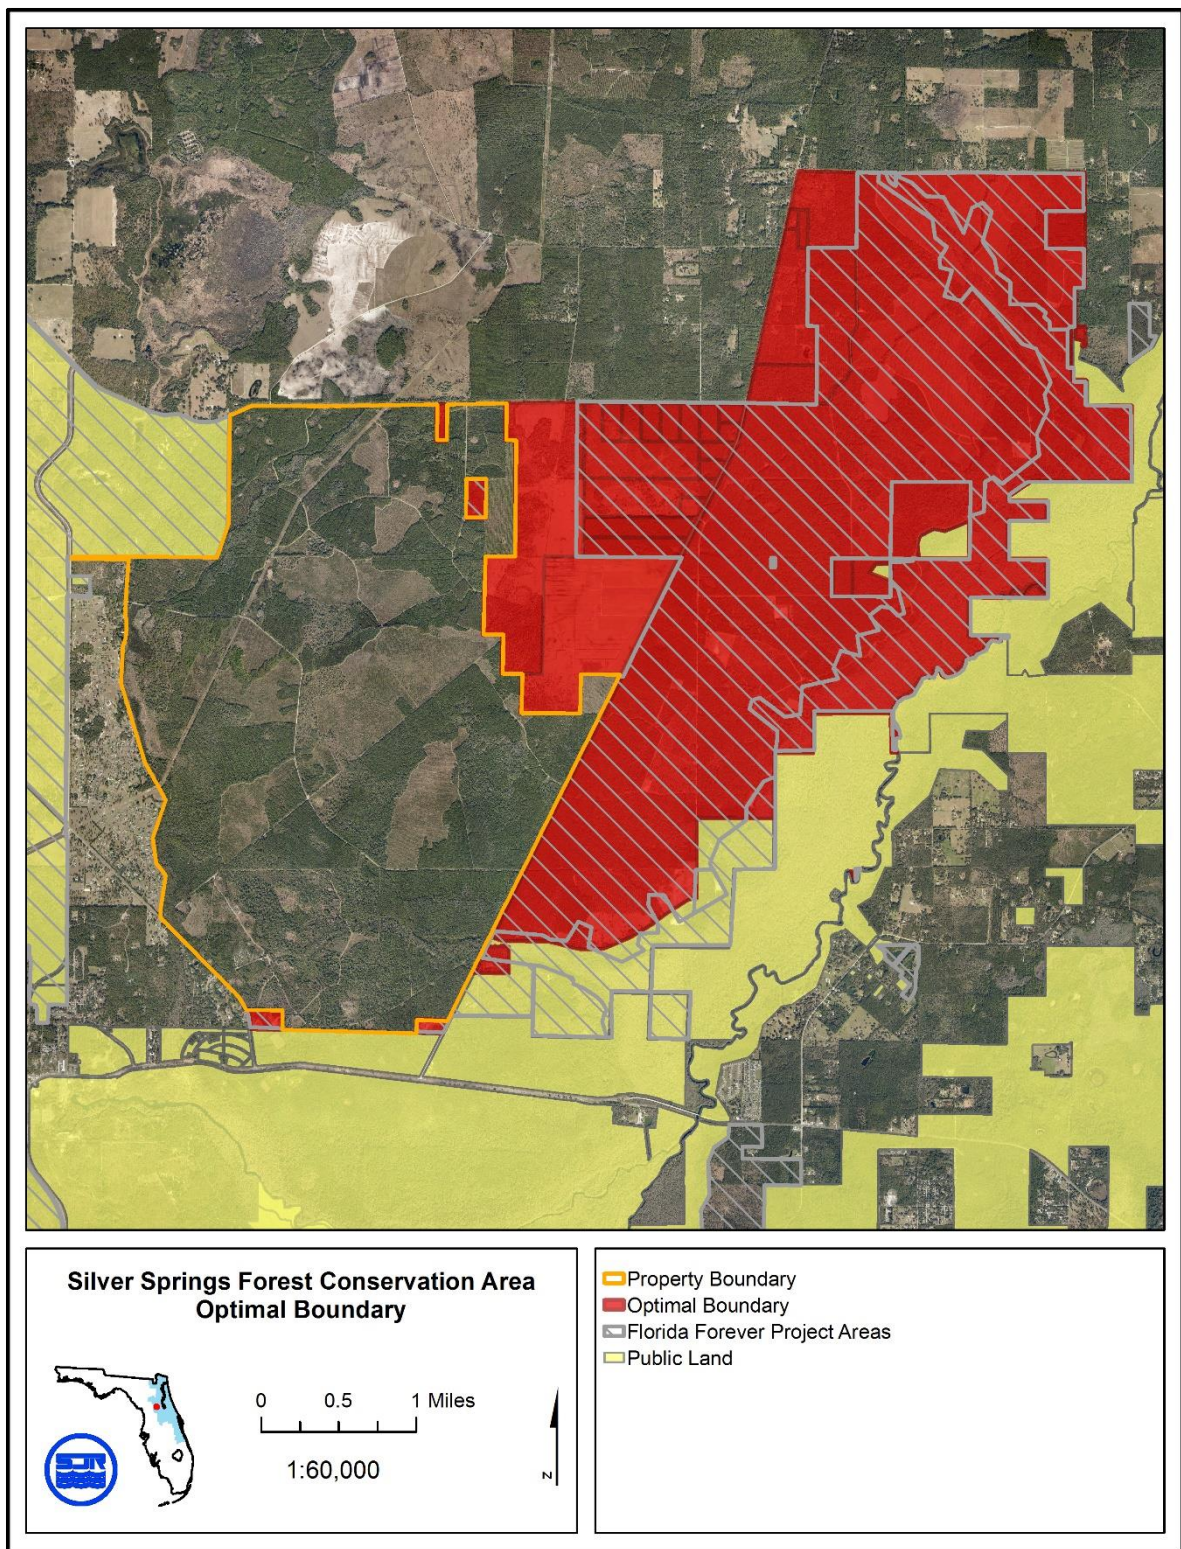 Silver Springs Forest Conservation Area
Optimal Boundary
0 0.5 1 Miles
1:60,000
N
SJR
Property Boundary
Optimal Boundary
Florida Forever Project Areas
Public Land